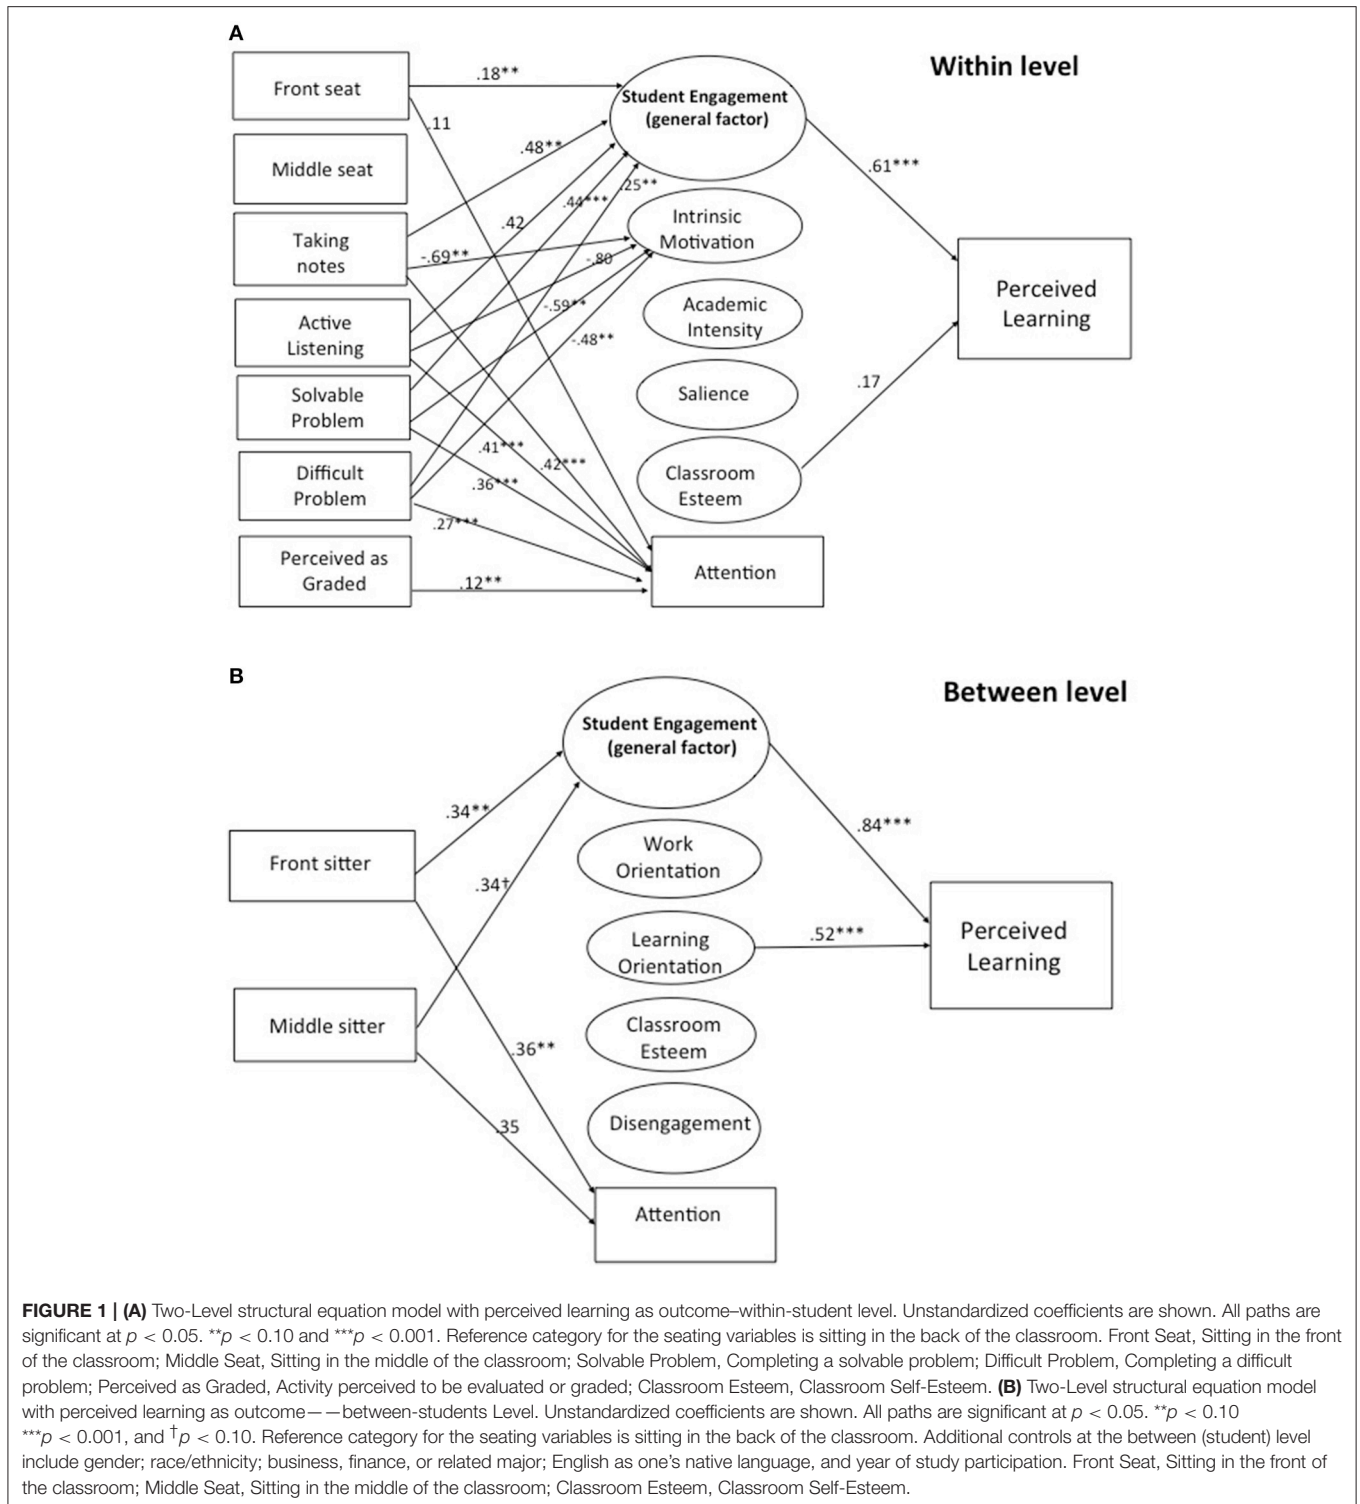 A
Within level
Front seat
Middle seat
Taking
notes
Active
Listening
Solvable
Problem
Difficult
Problem
Perceived as
Graded
.18**
.11
.48**
.42
.44***
.25**
-.69**
-.80
-.59**
-.48**
.41***
.42***
.36***
.27***
.12**
Student Engagement
(general factor)
Intrinsic
Motivation
Academic
Intensity
Salience
Classroom
Esteem
Attention
.61***
.17
Perceived
Learning
B
Between level
Front sitter
Middle sitter
.34**
.34†
.36**
.35
Student Engagement
(general factor)
Work
Orientation
Learning
Orientation
Classroom
Esteem
Disengagement
Attention
.84***
.52***
Perceived
Learning
FIGURE 1 | (A) Two-Level structural equation model with perceived learning as outcome–within-student level. Unstandardized coefficients are shown. All paths are
significant at p < 0.05. **p < 0.10 and ***p < 0.001. Reference category for the seating variables is sitting in the back of the classroom. Front Seat, Sitting in the front
of the classroom; Middle Seat, Sitting in the middle of the classroom; Solvable Problem, Completing a solvable problem; Difficult Problem, Completing a difficult
problem; Perceived as Graded, Activity perceived to be evaluated or graded; Classroom Esteem, Classroom Self-Esteem. (B) Two-Level structural equation model
with perceived learning as outcome——between-students Level. Unstandardized coefficients are shown. All paths are significant at p < 0.05. **p < 0.10
***p < 0.001, and †p < 0.10. Reference category for the seating variables is sitting in the back of the classroom. Additional controls at the between (student) level
include gender; race/ethnicity; business, finance, or related major; English as one's native language, and year of study participation. Front Seat, Sitting in the front of
the classroom; Middle Seat, Sitting in the middle of the classroom; Classroom Esteem, Classroom Self-Esteem.